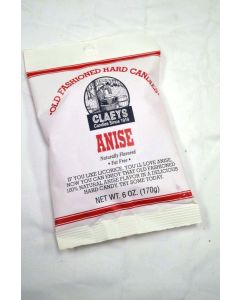 OLD FASHIONED HARD CANDIES
CLAEYS
Candies Since 1919
ANISE
Naturally Flavored
• Fat Free •
IF YOU LIKE LICORICE, YOU'LL LOVE ANISE.
NOW YOU CAN ENJOY THAT OLD FASHIONED
100% NATURAL ANISE FLAVOR IN A DELICIOUS
HARD CANDY. TRY SOME TODAY.
NET WT. 6 OZ. (170g)